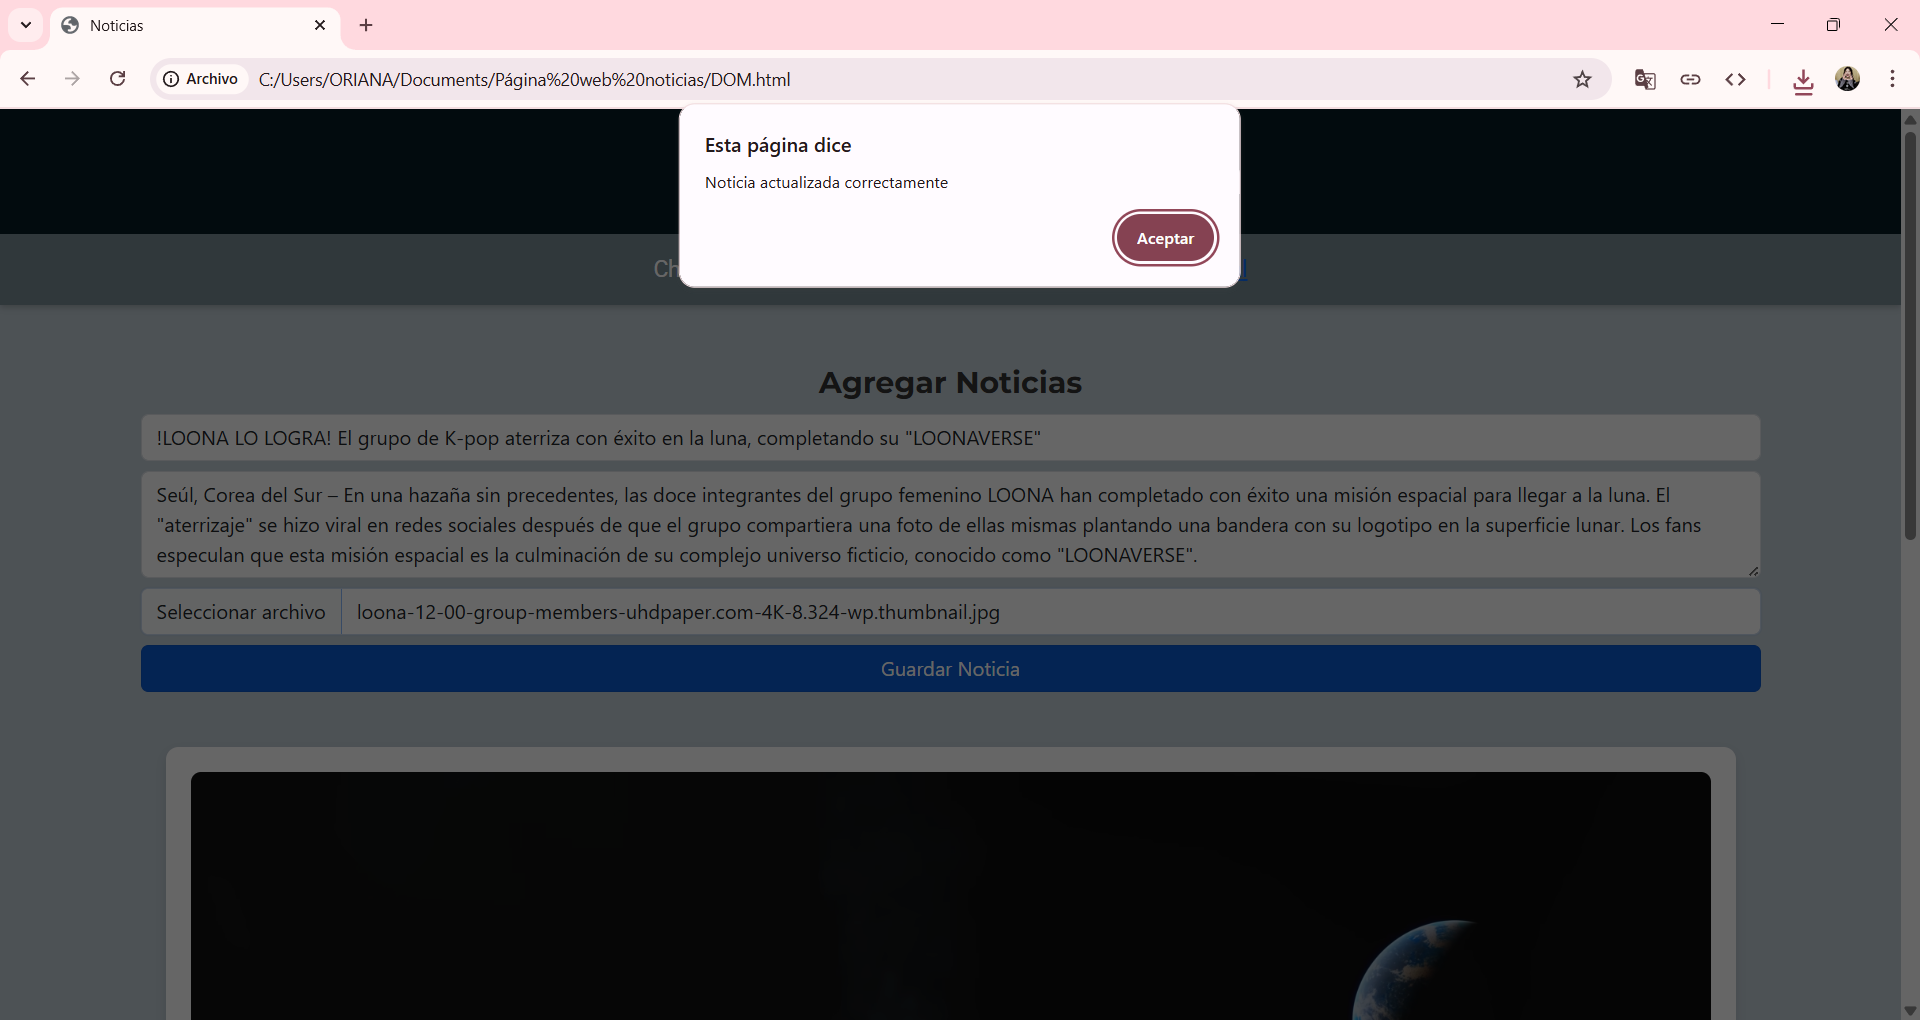 Noticias
Archivo
C:/Users/ORIANA/Documents/Página%20web%20noticias/DOM.html
Esta página dice
Noticia actualizada correctamente
Aceptar
Ch
Agregar Noticias
!LOONA LO LOGRA! El grupo de K-pop aterriza con éxito en la luna, completando su "LOONAVERSE"
Seúl, Corea del Sur – En una hazaña sin precedentes, las doce integrantes del grupo femenino LOONA han completado con éxito una misión espacial para llegar a la luna. El
"aterrizaje" se hizo viral en redes sociales después de que el grupo compartiera una foto de ellas mismas plantando una bandera con su logotipo en la superficie lunar. Los fans
especulan que esta misión espacial es la culminación de su complejo universo ficticio, conocido como "LOONAVERSE".
Seleccionar archivo
loona-12-00-group-members-uhdpaper.com-4K-8.324-wp.thumbnail.jpg
Guardar Noticia